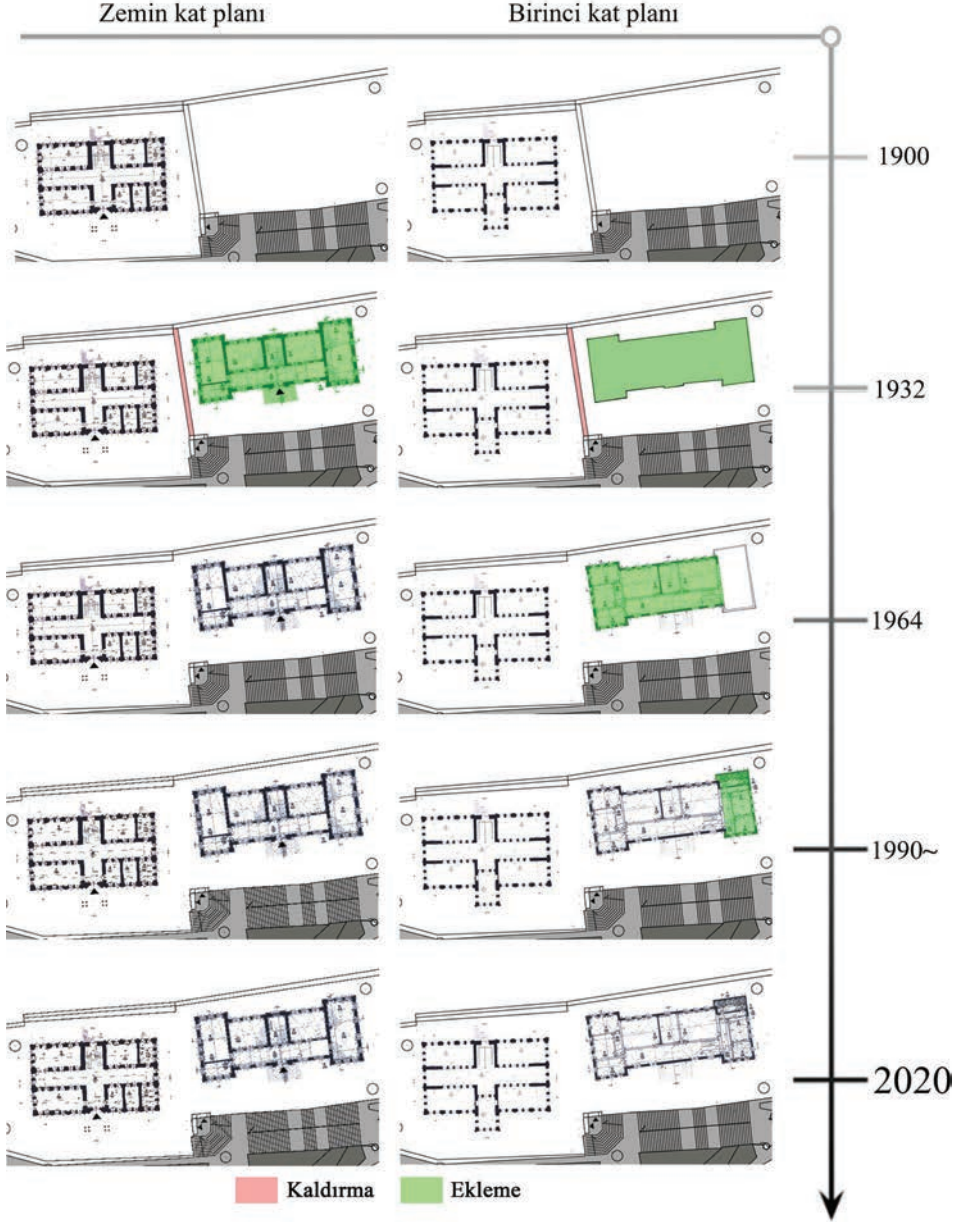 Zemin kat planı
Birinci kat planı
1900
1932
1964
1990~
2020
Kaldırma
Ekleme